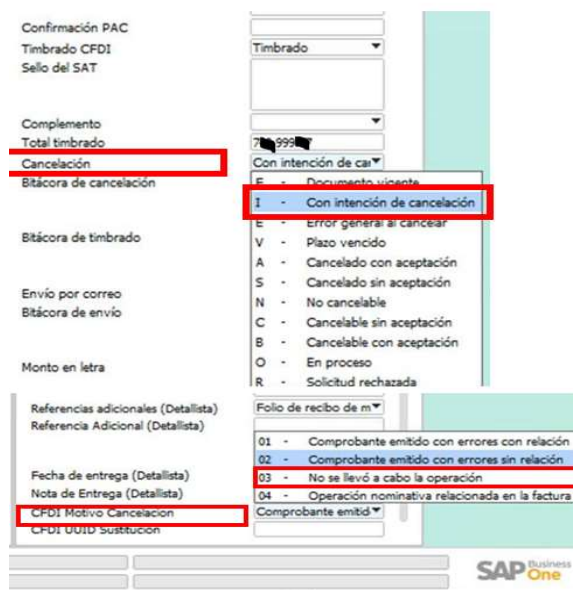 Confirmación PAC
Timbrado CFDI Timbrado
Sello del SAT
Complemento
Total timbrado 999
Cancelación Con intención de car
Bitácora de cancelación
Documento vigente
I - Con intención de cancelación
E - Error general al cancelar
Bitácora de timbrado
V - Plazo vencido
A - Cancelado con aceptación
S - Cancelado sin aceptación
Envío por correo
N - No cancelable
Bitácora de envío
C - Cancelable sin aceptación
B - Cancelable con aceptación
Monto en letra
O - En proceso
R - Solicitud rechazada
Referencias adicionales (Detallista) Folio de recibo de m
Referencia Adicional (Detallista)
01 - Comprobante emitido con errores con relación
02 - Comprobante emitido con errores sin relación
Fecha de entrega (Detallista)
03 - No se llevó a cabo la operación
Nota de Entrega (Detallista)
04 - Operación nominativa relacionada en la factura
CFDI Motivo Cancelacion Comprobante emitid
CFDI UUID Sustitucion
SAP Business One